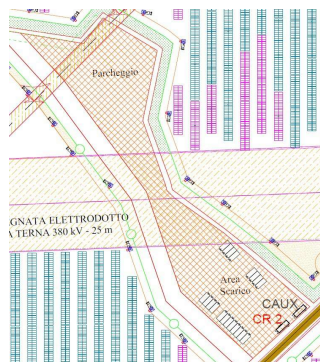 Parcheggio
GNATA ELETTRODOTTO
A TERNA 380 kV - 25 m
Area
Scarico
CAUX
CR 2